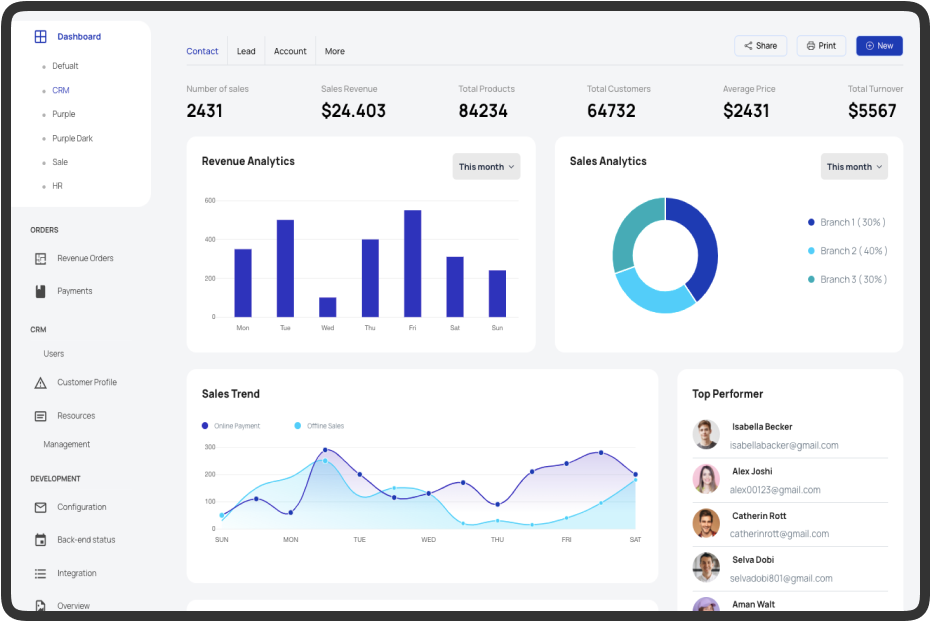 Dashboard
Defualt
CRM
Purple
Purple Dark
Sale
HR
ORDERS
Revenue Orders
Payments
CRM
Users
Customer Profile
Resources
Management
DEVELOPMENT
Configuration
Back-end status
Integration
Overview
Contact Lead Account More
Share Print New
Number of sales Sales Revenue Total Products Total Customers Average Price Total Turnover
2431 $24.403 84234 64732 $2431 $5567
Revenue Analytics
This month
600
400
200
0
Mon Tue Wed Thu Fri Sat Sun
Sales Analytics
This month
Branch 1 ( 30% )
Branch 2 ( 40% )
Branch 3 ( 30% )
Sales Trend
Online Payment Offline Sales
300
200
100
0
SUN MON TUE WED THU FRI SAT
Top Performer
Isabella Becker
isabellabacker@gmail.com
Alex Joshi
alex00123@gmail.com
Catherin Rott
catherinrott@gmail.com
Selva Dobi
selvadobi801@gmail.com
Aman Walt